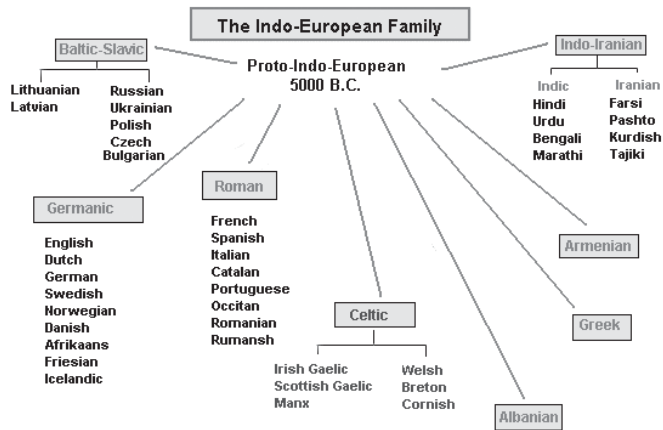 The Indo-European Family
Proto-Indo-European
5000 B.C.
Baltic-Slavic
Lithuanian
Latvian
Russian
Ukrainian
Polish
Czech
Bulgarian
Indo-Iranian
Indic
Hindi
Urdu
Bengali
Marathi
Iranian
Farsi
Pashto
Kurdish
Tajiki
Germanic
English
Dutch
German
Swedish
Norwegian
Danish
Afrikaans
Friesian
Icelandic
Roman
French
Spanish
Italian
Catalan
Portuguese
Occitan
Romanian
Rumansh
Celtic
Irish Gaelic
Scottish Gaelic
Manx
Welsh
Breton
Cornish
Albanian
Greek
Armenian